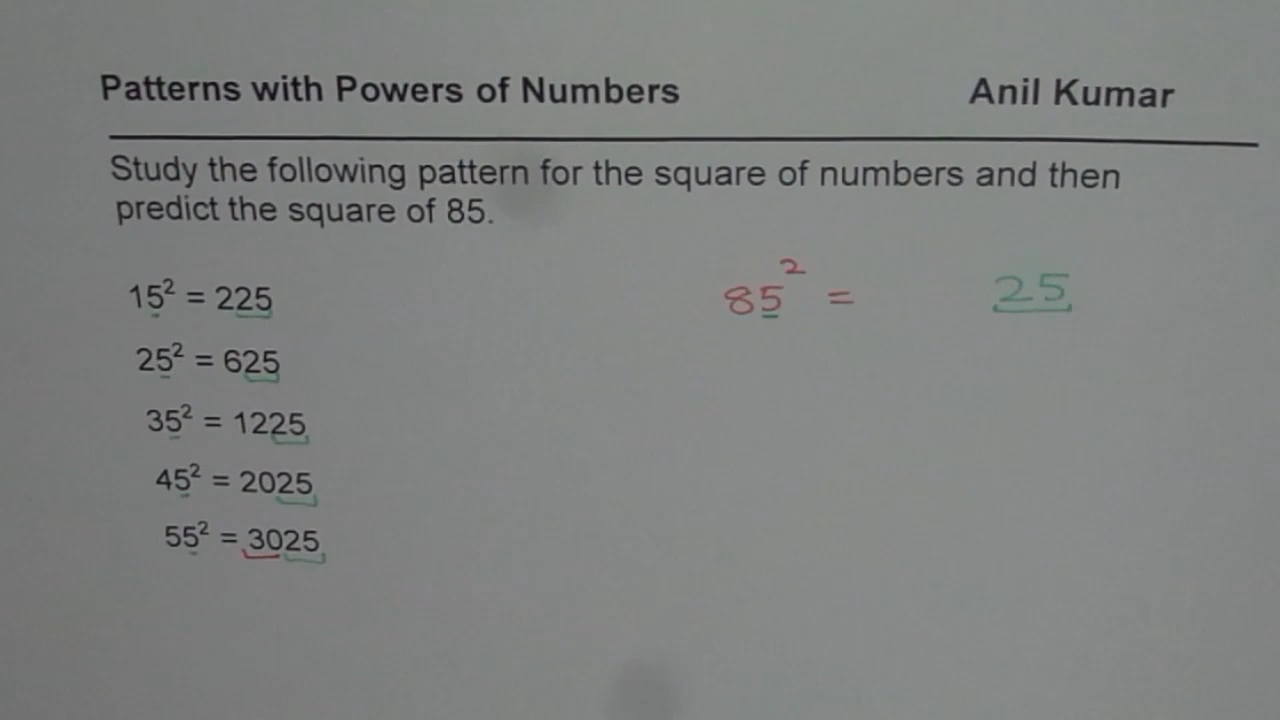 Patterns with Powers of Numbers Anil Kumar
Study the following pattern for the square of numbers and then
predict the square of 85.
15² = 225
85² = 25
25² = 625
35² = 1225
45² = 2025
55² = 3025